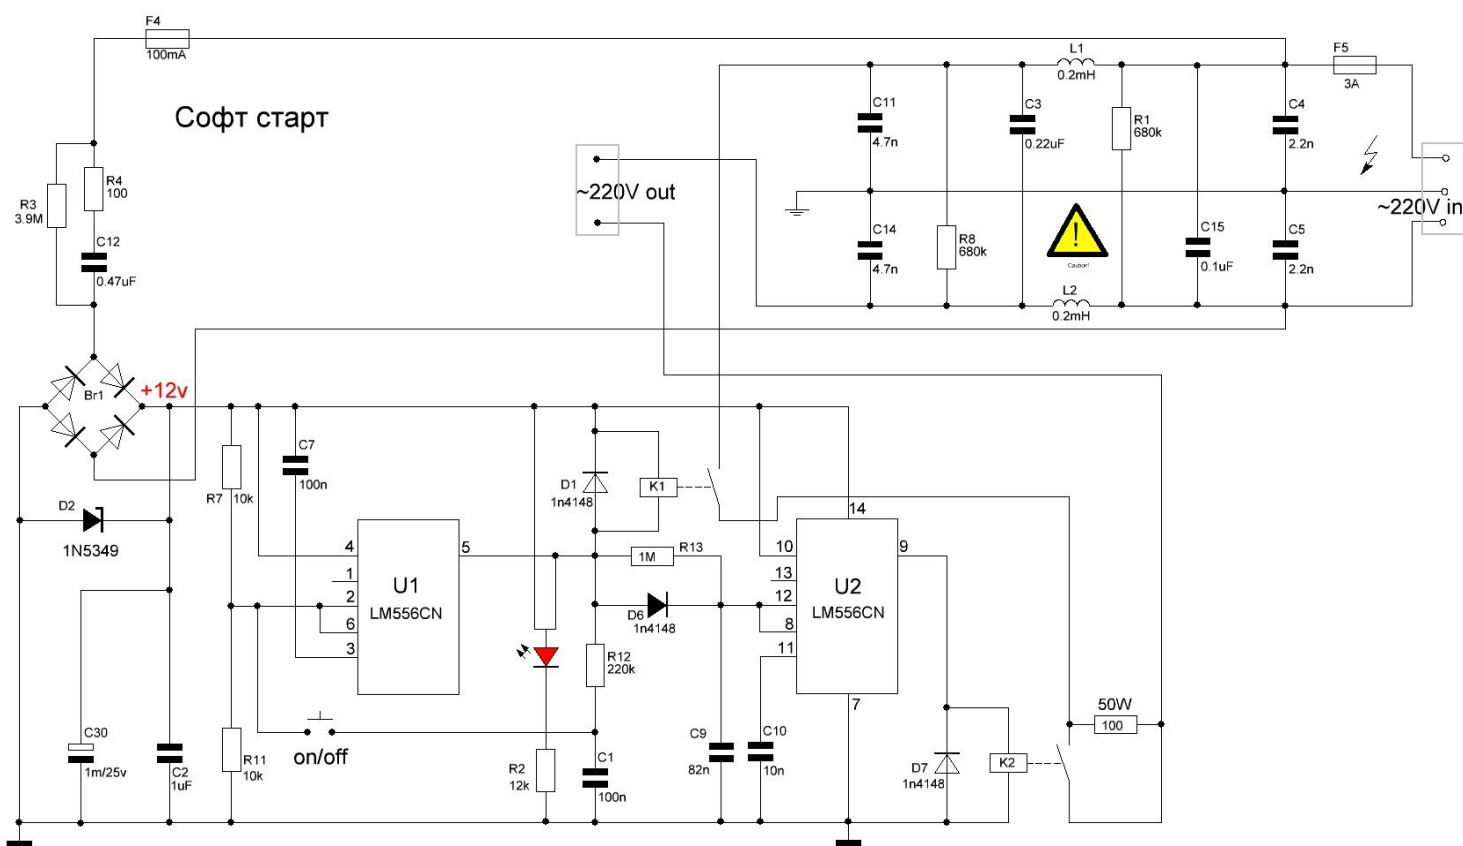 F4
100mA
Софт старт
L1
0.2mH
F5
3A
C11
4.7n
C3
0.22uF
R1
680k
C4
2.2n
R4
100
R3
3.9M
C12
0.47uF
~220V out
~220V in
C14
4.7n
R8
680k
!
Caution!
C15
0.1uF
C5
2.2n
L2
0.2mH
Br1
+12v
C7
100n
R7
10k
D1
1n4148
K1
D2
1N5349
14
4
5
1
2
6
3
U1
LM556CN
1M
R13
10
9
13
12
8
11
7
U2
LM556CN
D6
1n4148
R12
220k
on/off
C30
1m/25v
C2
1uF
R11
10k
R2
12k
C1
100n
C9
82n
C10
10n
D7
1n4148
K2
50W
100